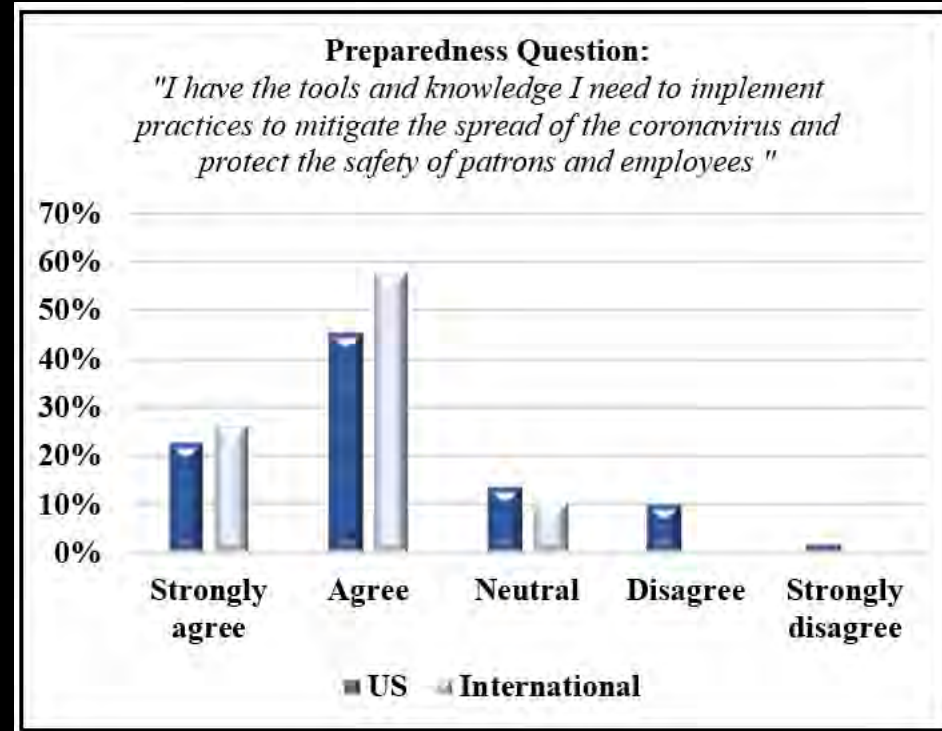 Preparedness Question:
"I have the tools and knowledge I need to implement
practices to mitigate the spread of the coronavirus and
protect the safety of patrons and employees "
70%
60%
50%
40%
30%
20%
10%
0%
Strongly agree
Agree
Neutral
Disagree
Strongly disagree
US
International